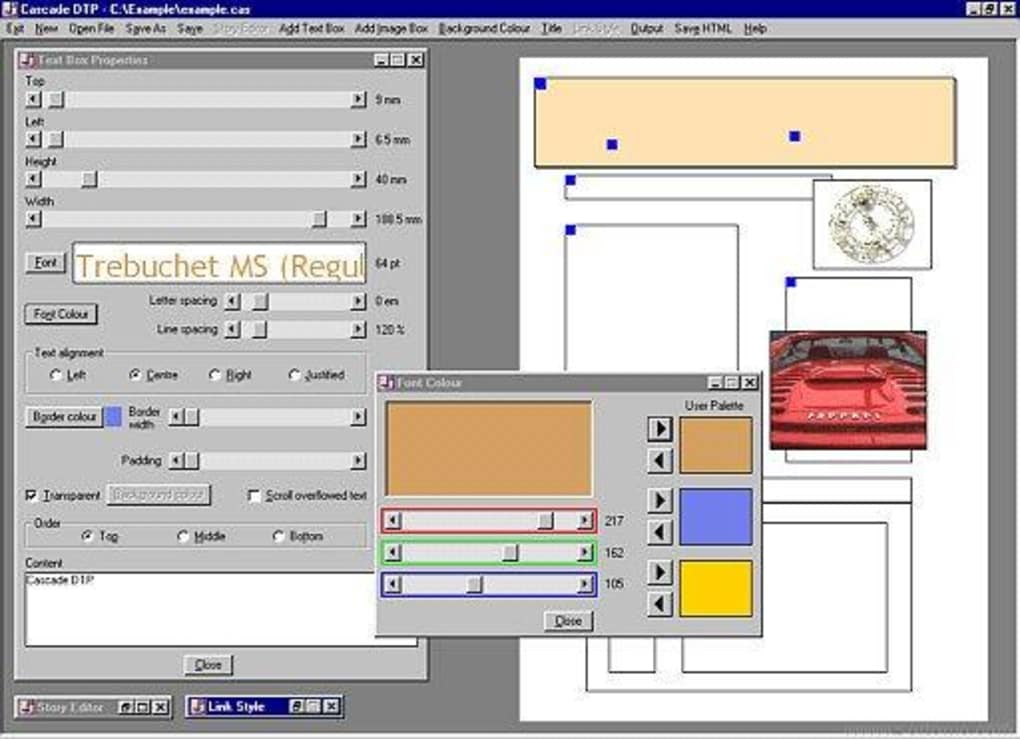 Cascade DTP - C:\Example\example.cas
Exit New Open File Save As Save Story Editor Add Text Box Add Image Box Background Colour Title Link Style Output Save HTML Help
Text Box Properties
Top
9 mm
Left
6.5 mm
Height
40 mm
Width
188.5 mm
Font
Trebuchet MS (Regul
64 pt
Font Colour
Letter spacing
0 em
Line spacing
120 %
Text alignment
Left Centre Right Justified
Border colour
Border
width
Padding
Transparent
Background colour
Scroll overflowed text
Order
Top Middle Bottom
Content
Cascade DTP
Close
Font Colour
User Palette
217
162
105
Close
FERRARI
Story Editor
Link Style